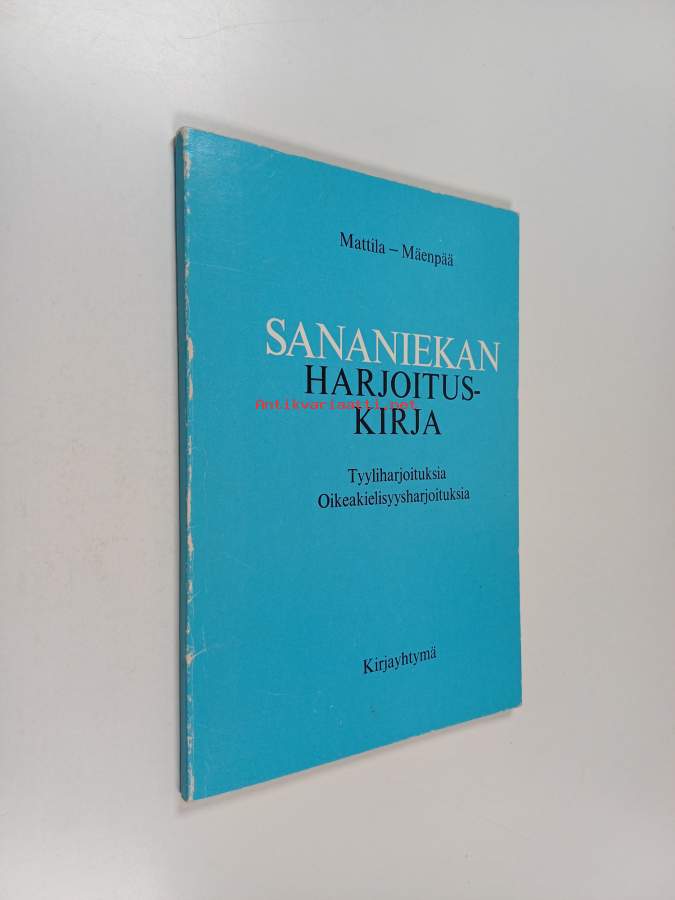 Mattila – Mäenpää
SANANIEKAN
HARJOITUS-
Antikvariaatti.net
KIRJA
Tyyliharjoituksia
Oikeakielisyysharjoituksia
Kirjayhtymä